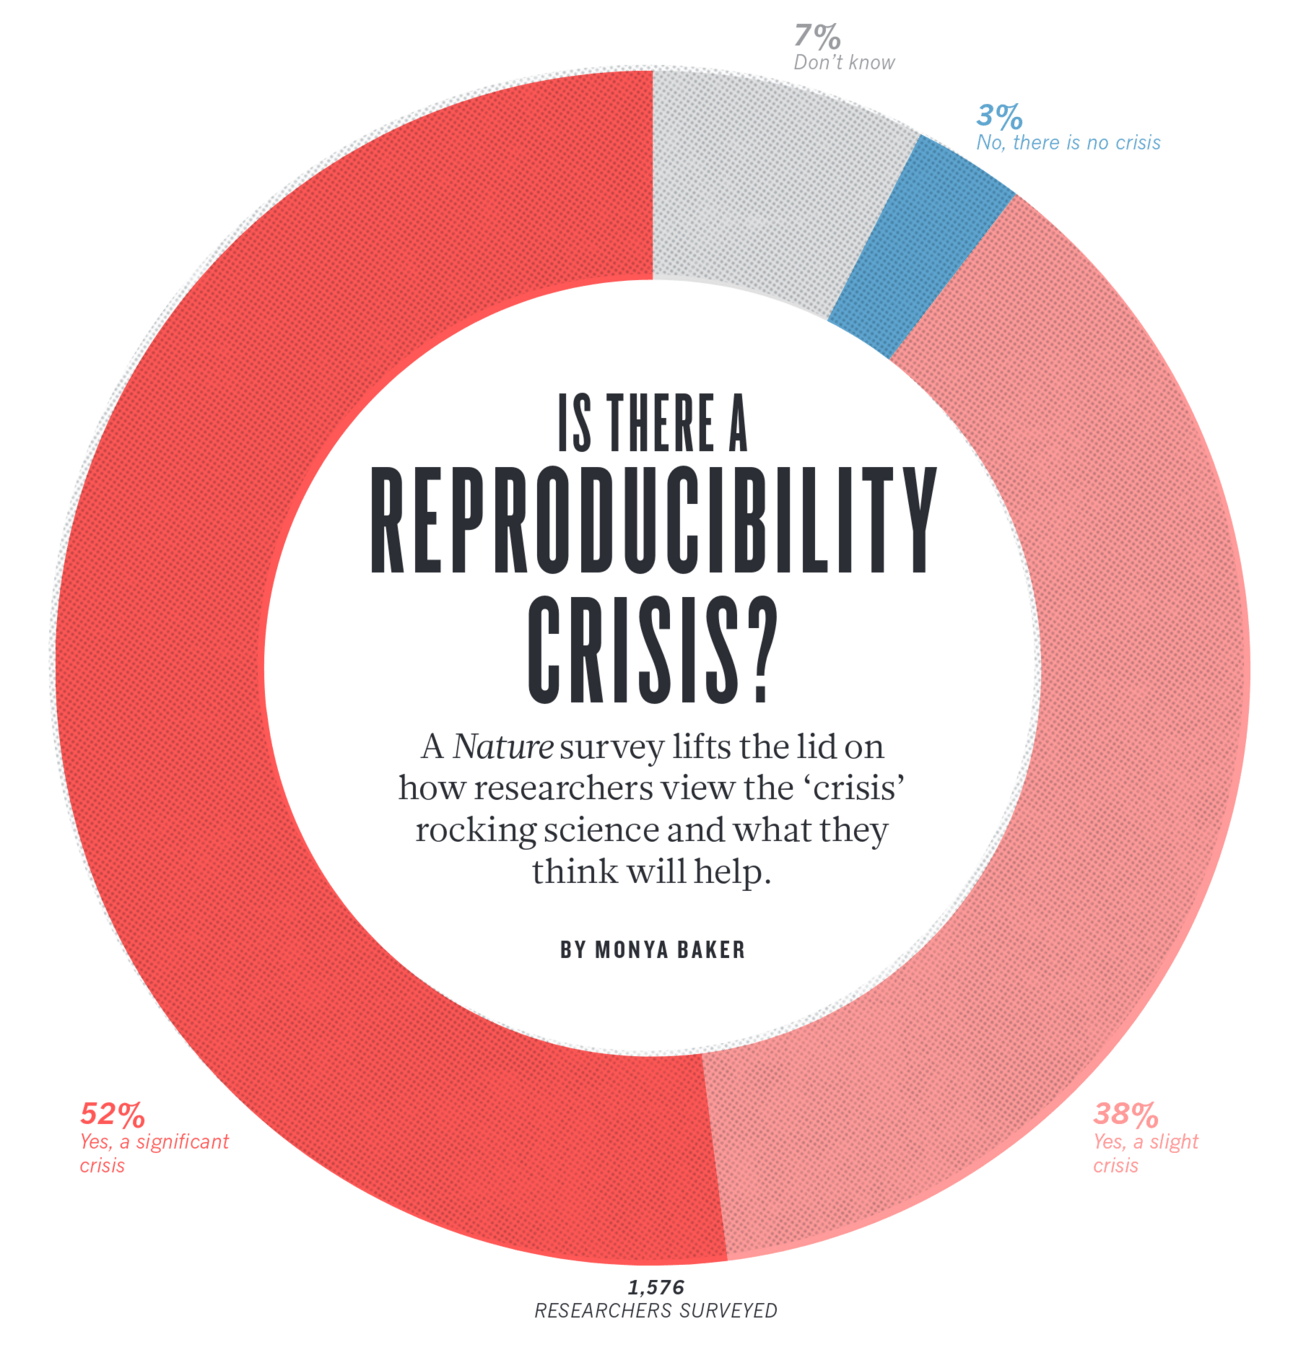 7%
Don’t know
3%
No, there is no crisis
IS THERE A
REPRODUCIBILITY
CRISIS?
A Nature survey lifts the lid on
how researchers view the ‘crisis’
rocking science and what they
think will help.
BY MONYA BAKER
52%
Yes, a significant
crisis
38%
Yes, a slight
crisis
1,576
RESEARCHERS SURVEYED